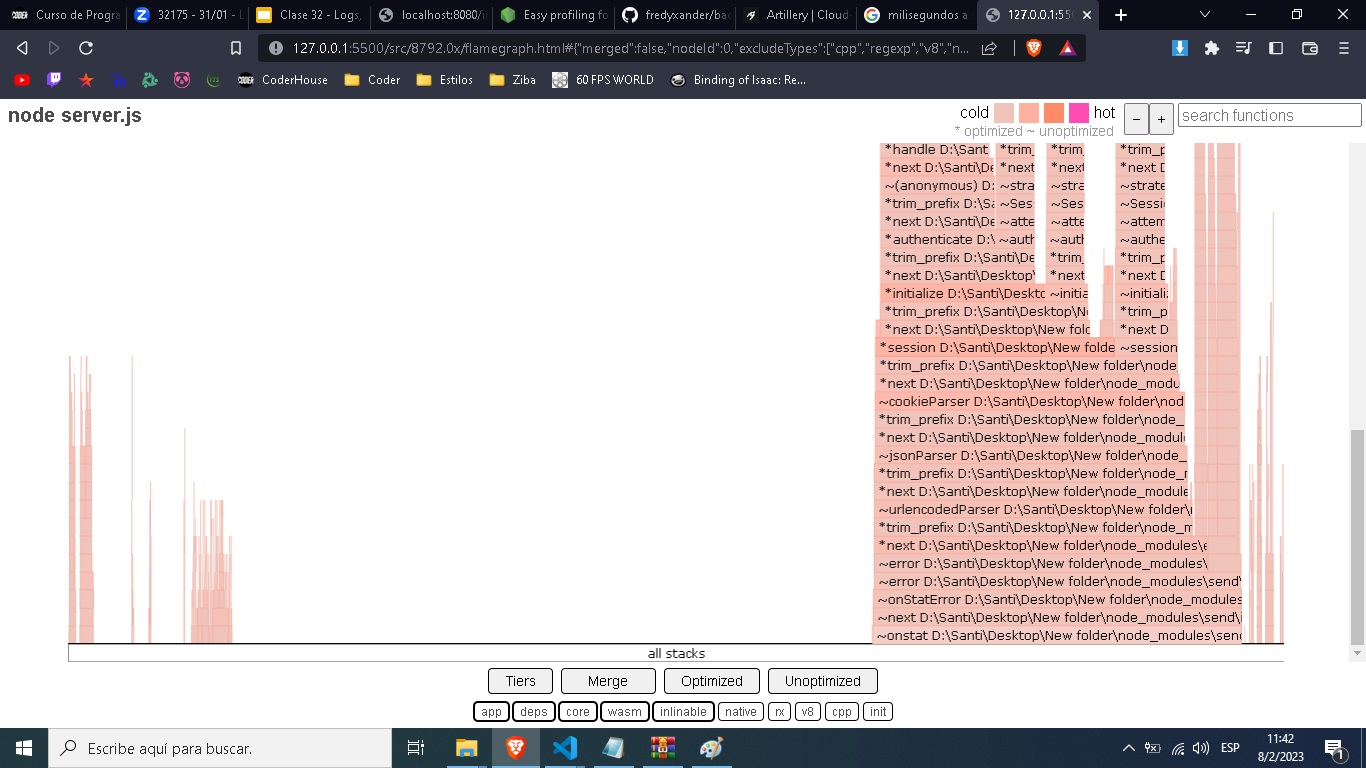 Curso de Progra
32175 - 31/01 - L
Clase 32 - Logs,
localhost:8080/i
Easy profiling fo
fredyxander/bac
Artillery | Cloud
milisegundos a
127.0.0.1:550
127.0.0.1:5500/src/8792.0x/flamegraph.html#{"merged":false,"nodeId":0,"excludeTypes":["cpp","regexp","v8","n...
CoderHouse
Coder
Estilos
Ziba
60 FPS WORLD
Binding of Isaac: Re...
node server.js
cold hot
* optimized ~ unoptimized
−
+
search functions
*handle D:\Sant *trim_ *trim_ *trim_p
*next D:\Santi\De *next *next *next D
~(anonymous) D: ~stra ~stra ~strate
*trim_prefix D:\Sa ~Ses ~Ses ~Sessi
*next D:\Santi\De ~atte ~atte ~attem
*authenticate D:\ ~auth ~auth ~authe
*trim_prefix D:\Santi\De *trim_ *trim_p
*next D:\Santi\Desktop\ *next *next D
*initialize D:\Santi\Deskto ~initia ~initiali
*trim_prefix D:\Santi\Desktop\N *trim_p
*next D:\Santi\Desktop\New fold *next D
*session D:\Santi\Desktop\New folde ~session
*trim_prefix D:\Santi\Desktop\New folder\node_
*next D:\Santi\Desktop\New folder\node_modu
~cookieParser D:\Santi\Desktop\New folder\nod
*trim_prefix D:\Santi\Desktop\New folder\node_
*next D:\Santi\Desktop\New folder\node_modul
~jsonParser D:\Santi\Desktop\New folder\node_
*trim_prefix D:\Santi\Desktop\New folder\node_
*next D:\Santi\Desktop\New folder\node_module
~urlencodedParser D:\Santi\Desktop\New folder\
*trim_prefix D:\Santi\Desktop\New folder\node_m
*next D:\Santi\Desktop\New folder\node_modules\e
~error D:\Santi\Desktop\New folder\node_modules\
~error D:\Santi\Desktop\New folder\node_modules\send\
~onStatError D:\Santi\Desktop\New folder\node_modules
~next D:\Santi\Desktop\New folder\node_modules\send\i
~onstat D:\Santi\Desktop\New folder\node_modules\send
all stacks
Tiers Merge Optimized Unoptimized
app deps core wasm inlinable native rx v8 cpp init
Escribe aquí para buscar.
ESP
11:42
8/2/2023
1